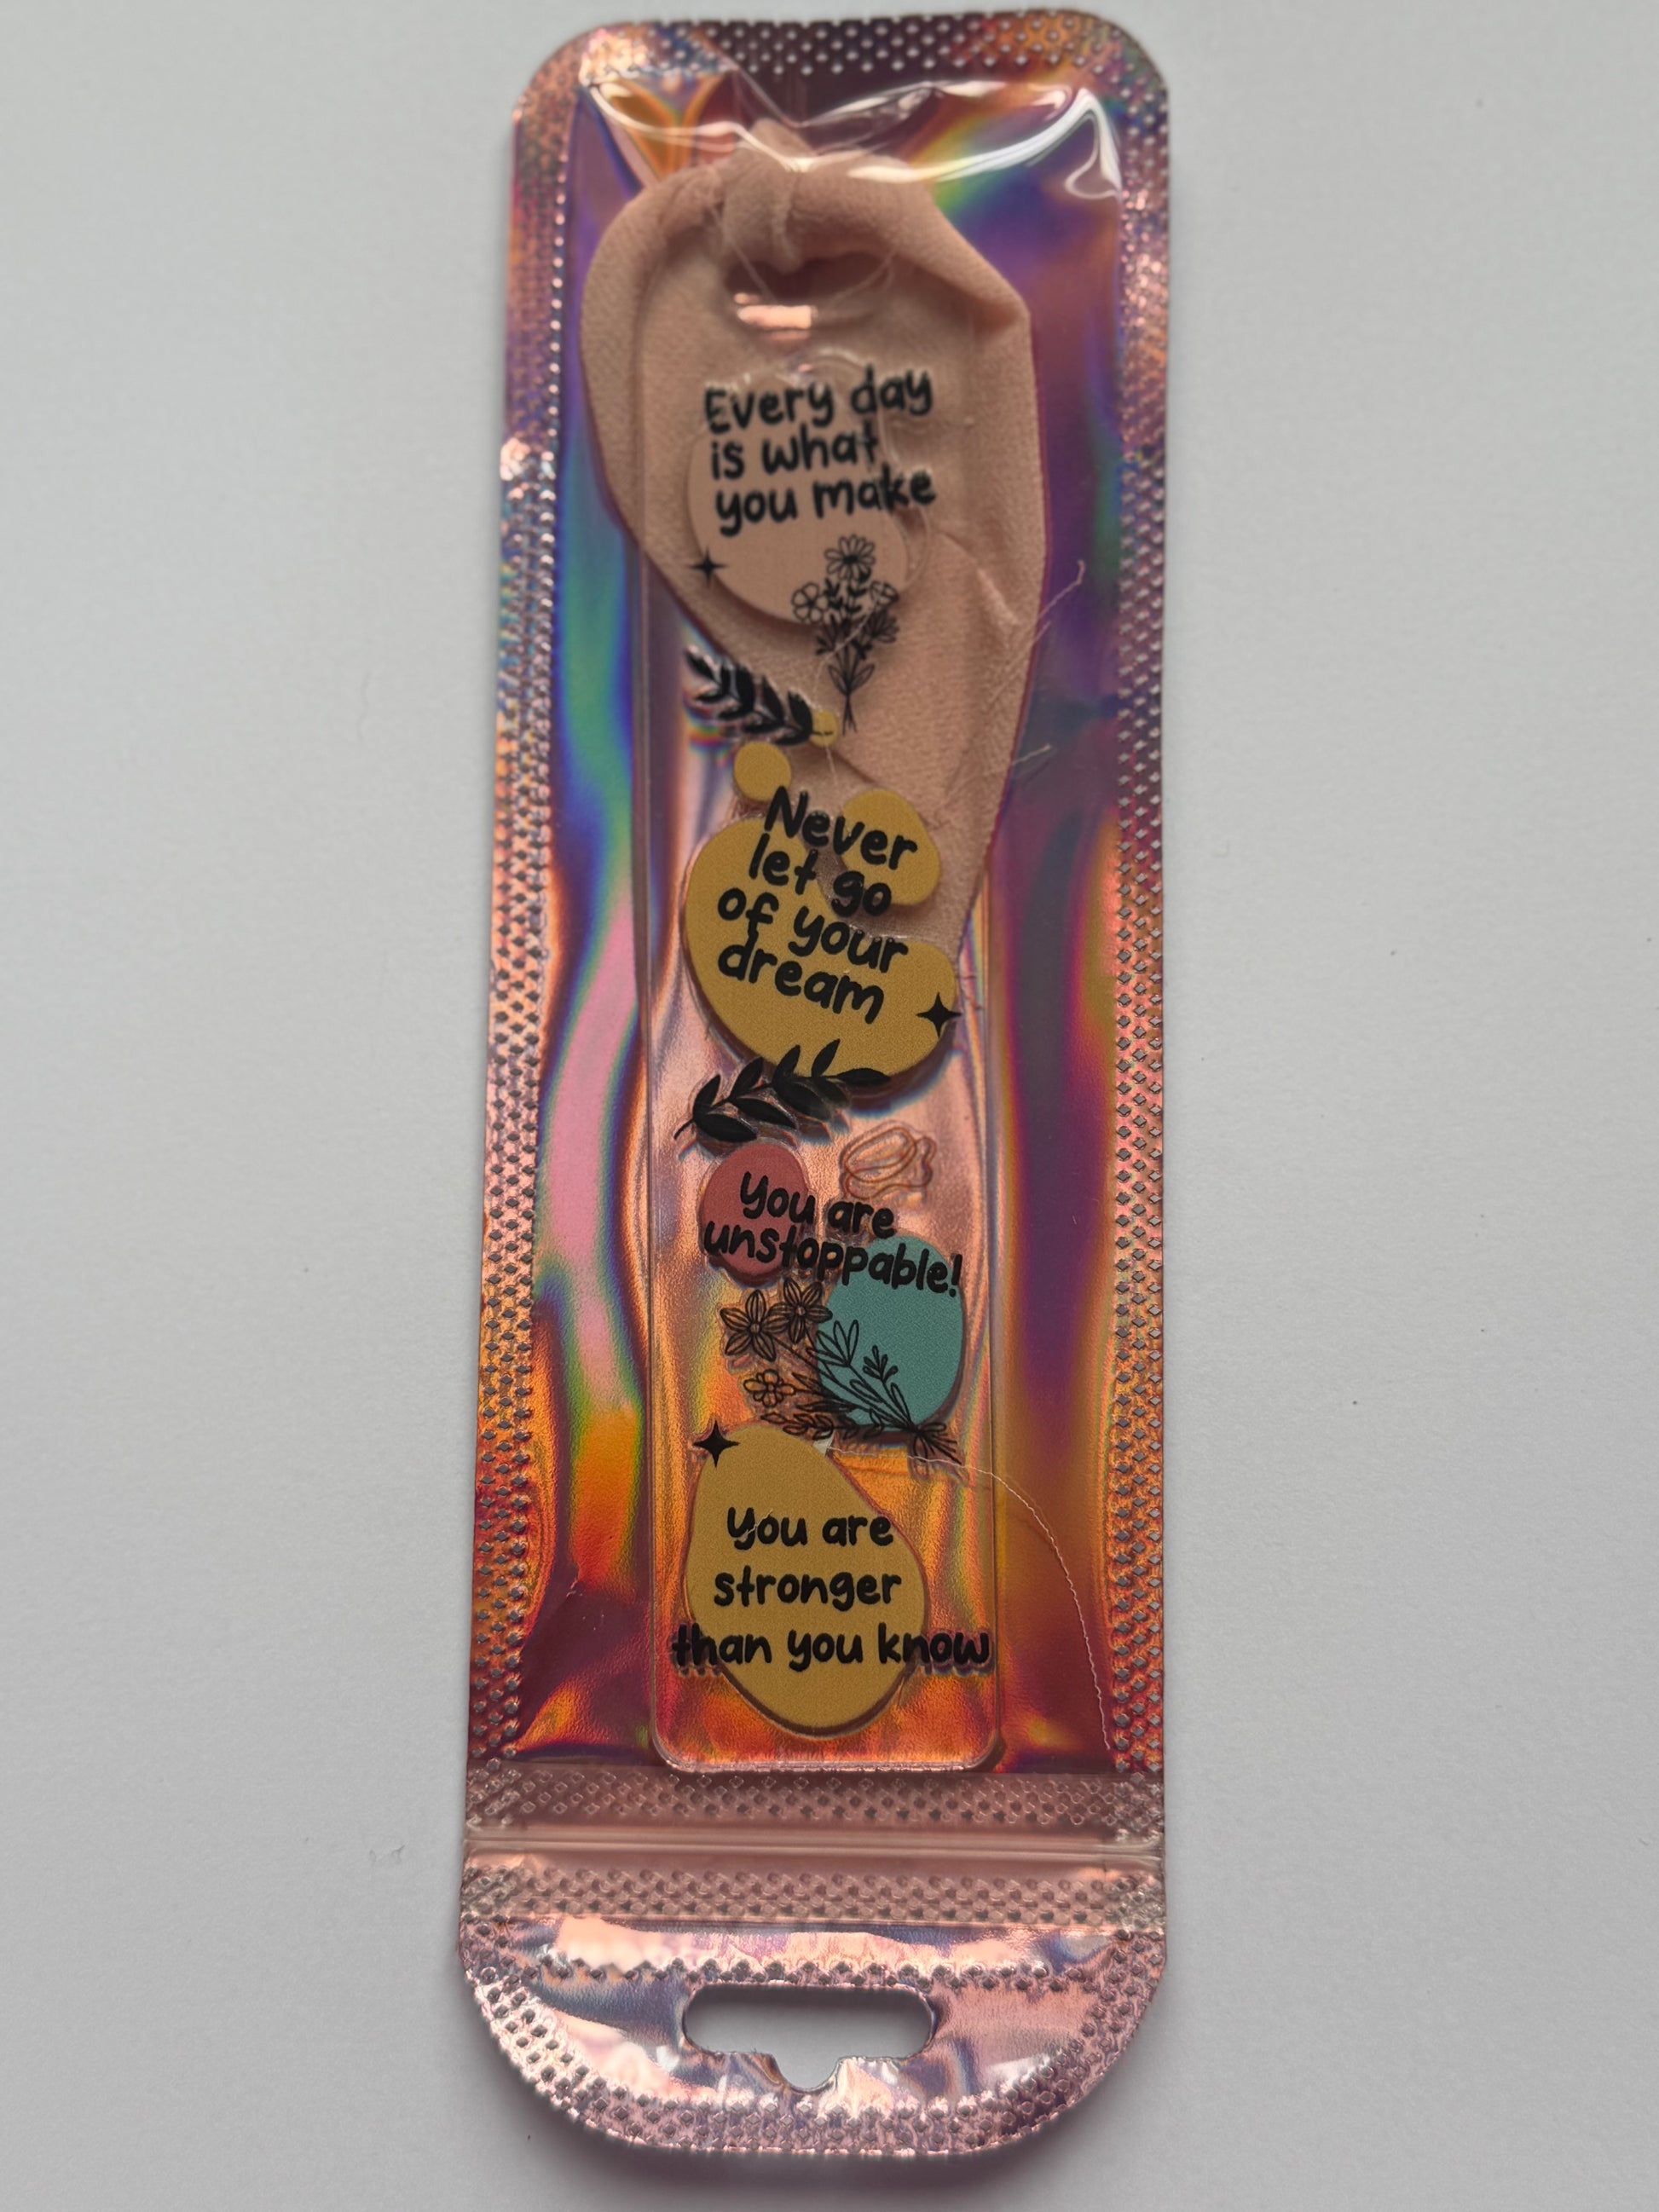 Every day
is what
you make
Never
let go
of your
dream
You are
unstoppable!
You are
stronger
than you know